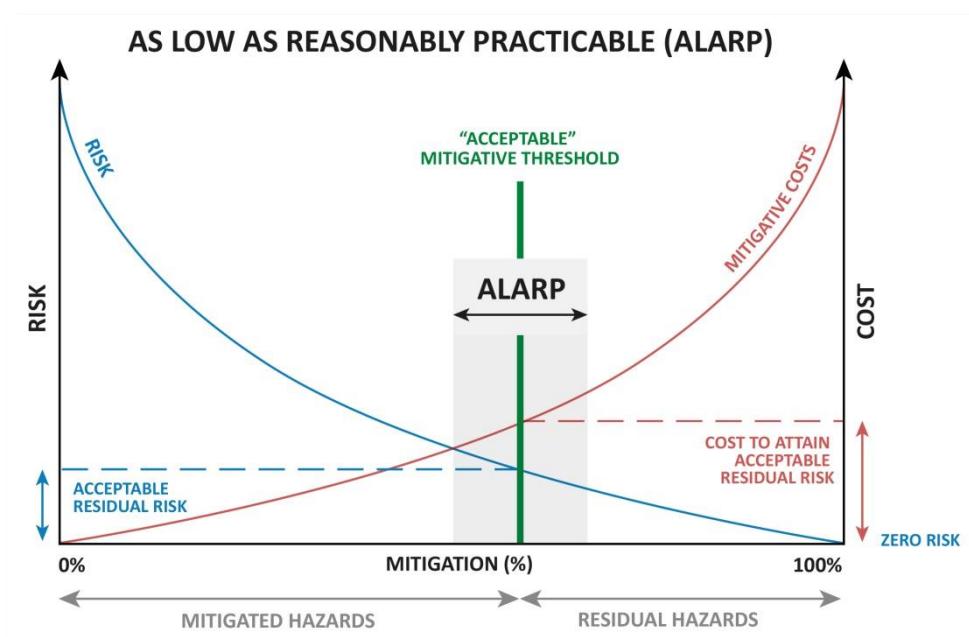 AS LOW AS REASONABLY PRACTICABLE (ALARP)
RISK
"ACCEPTABLE"
MITIGATIVE THRESHOLD
MITIGATIVE COSTS
ALARP
RISK
COST
ACCEPTABLE
RESIDUAL RISK
COST TO ATTAIN
ACCEPTABLE
RESIDUAL RISK
ZERO RISK
0%
MITIGATION (%)
100%
MITIGATED HAZARDS
RESIDUAL HAZARDS